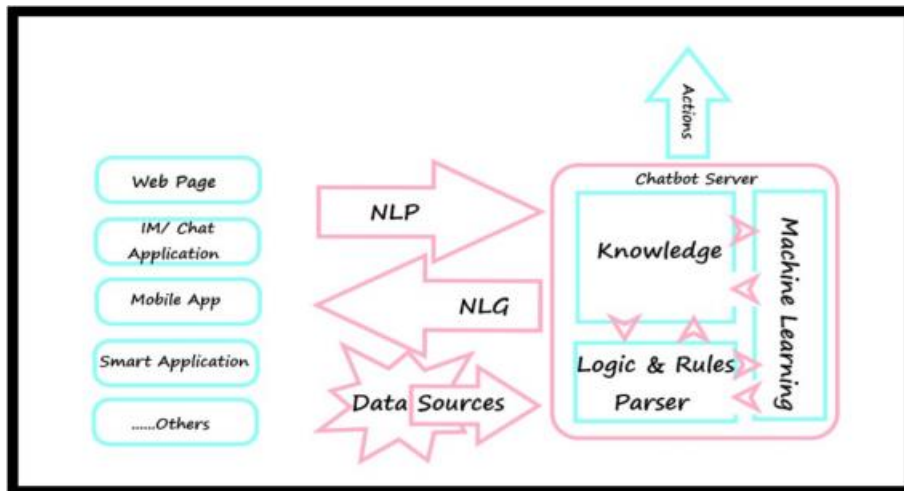 Web Page
IM/ Chat
Application
Mobile App
Smart Application
......Others
NLP
NLG
Data Sources
Actions
Chatbot Server
Knowledge
Logic & Rules
Parser
Machine Learning